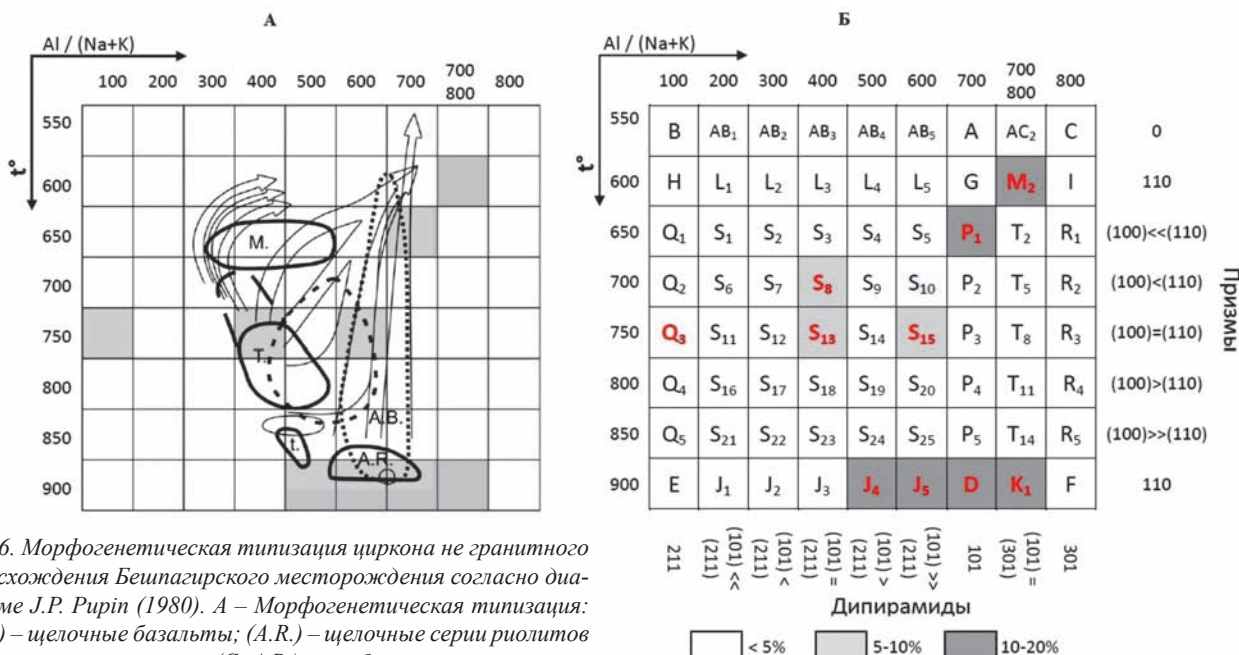 А
Б
Al / (Na+K)
100 200 300 400 500 600 700 700 800 800
t°
550
600
650
700
750
800
850
900
M.
T.
t.
A.B.
A.R.
Al / (Na+K)
100 200 300 400 500 600 700 700 800 800
t°
550 B AB₁ AB₂ AB₃ AB₄ AB₅ A AC₂ C 0
600 H L₁ L₂ L₃ L₄ L₅ G M₂ I 110
650 Q₁ S₁ S₂ S₃ S₄ S₅ P₁ T₂ R₁ (100)<<(110)
700 Q₂ S₆ S₇ S₈ S₉ S₁₀ P₂ T₅ R₂ (100)<(110)
750 Q₃ S₁₁ S₁₂ S₁₃ S₁₄ S₁₅ P₃ T₈ R₃ (100)=(110)
800 Q₄ S₁₆ S₁₇ S₁₈ S₁₉ S₂₀ P₄ T₁₁ R₄ (100)>(110)
850 Q₅ S₂₁ S₂₂ S₂₃ S₂₄ S₂₅ P₅ T₁₄ R₅ (100)>>(110)
900 E J₁ J₂ J₃ J₄ J₅ D K₁ F 110
Призмы
211
(101) <<
(211)
(101) <
(211)
(101) =
(211)
(101) >
(211)
(101) >>
(211)
101
(101) =
(301)
301
Дипирамиды
< 5% 5-10% 10-20%
6. Морфогенетическая типизация циркона не гранитного
схождения Бешпагирского месторождения согласно диа-
ме J.P. Pupin (1980). А – Морфогенетическая типизация:
) – щелочные базальты; (A.R.) – щелочные серии риолитов